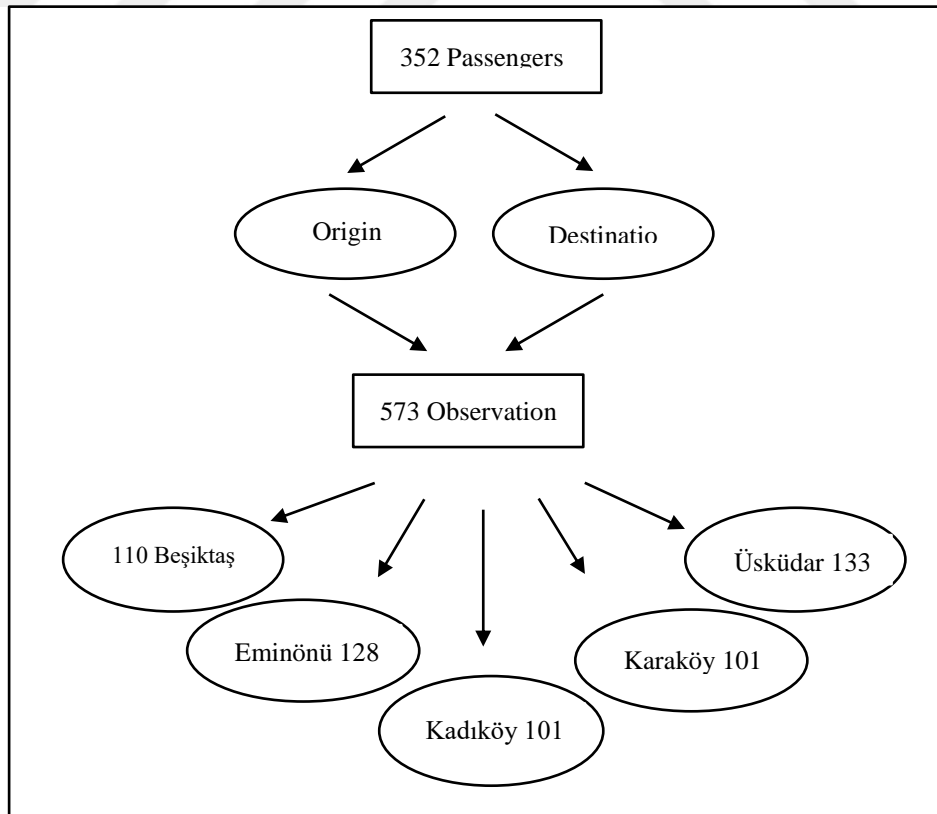 352 Passengers
Origin
Destinatio
573 Observation
110 Beşiktaş
Üsküdar 133
Eminönü 128
Karaköy 101
Kadıköy 101